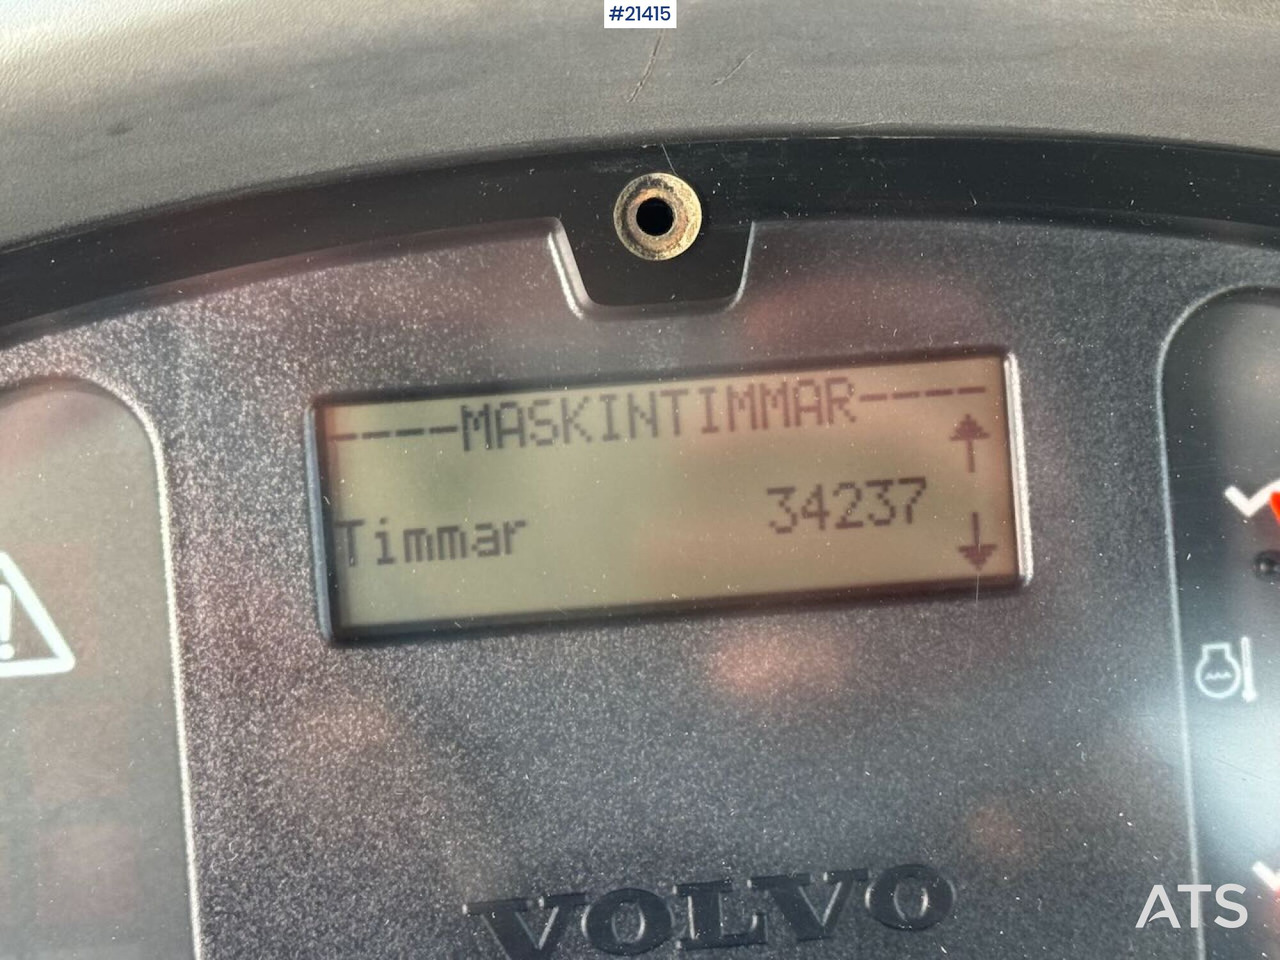 #21415
----MASKINTIMMAR----
Timmar 34237
VOLVO
ATS